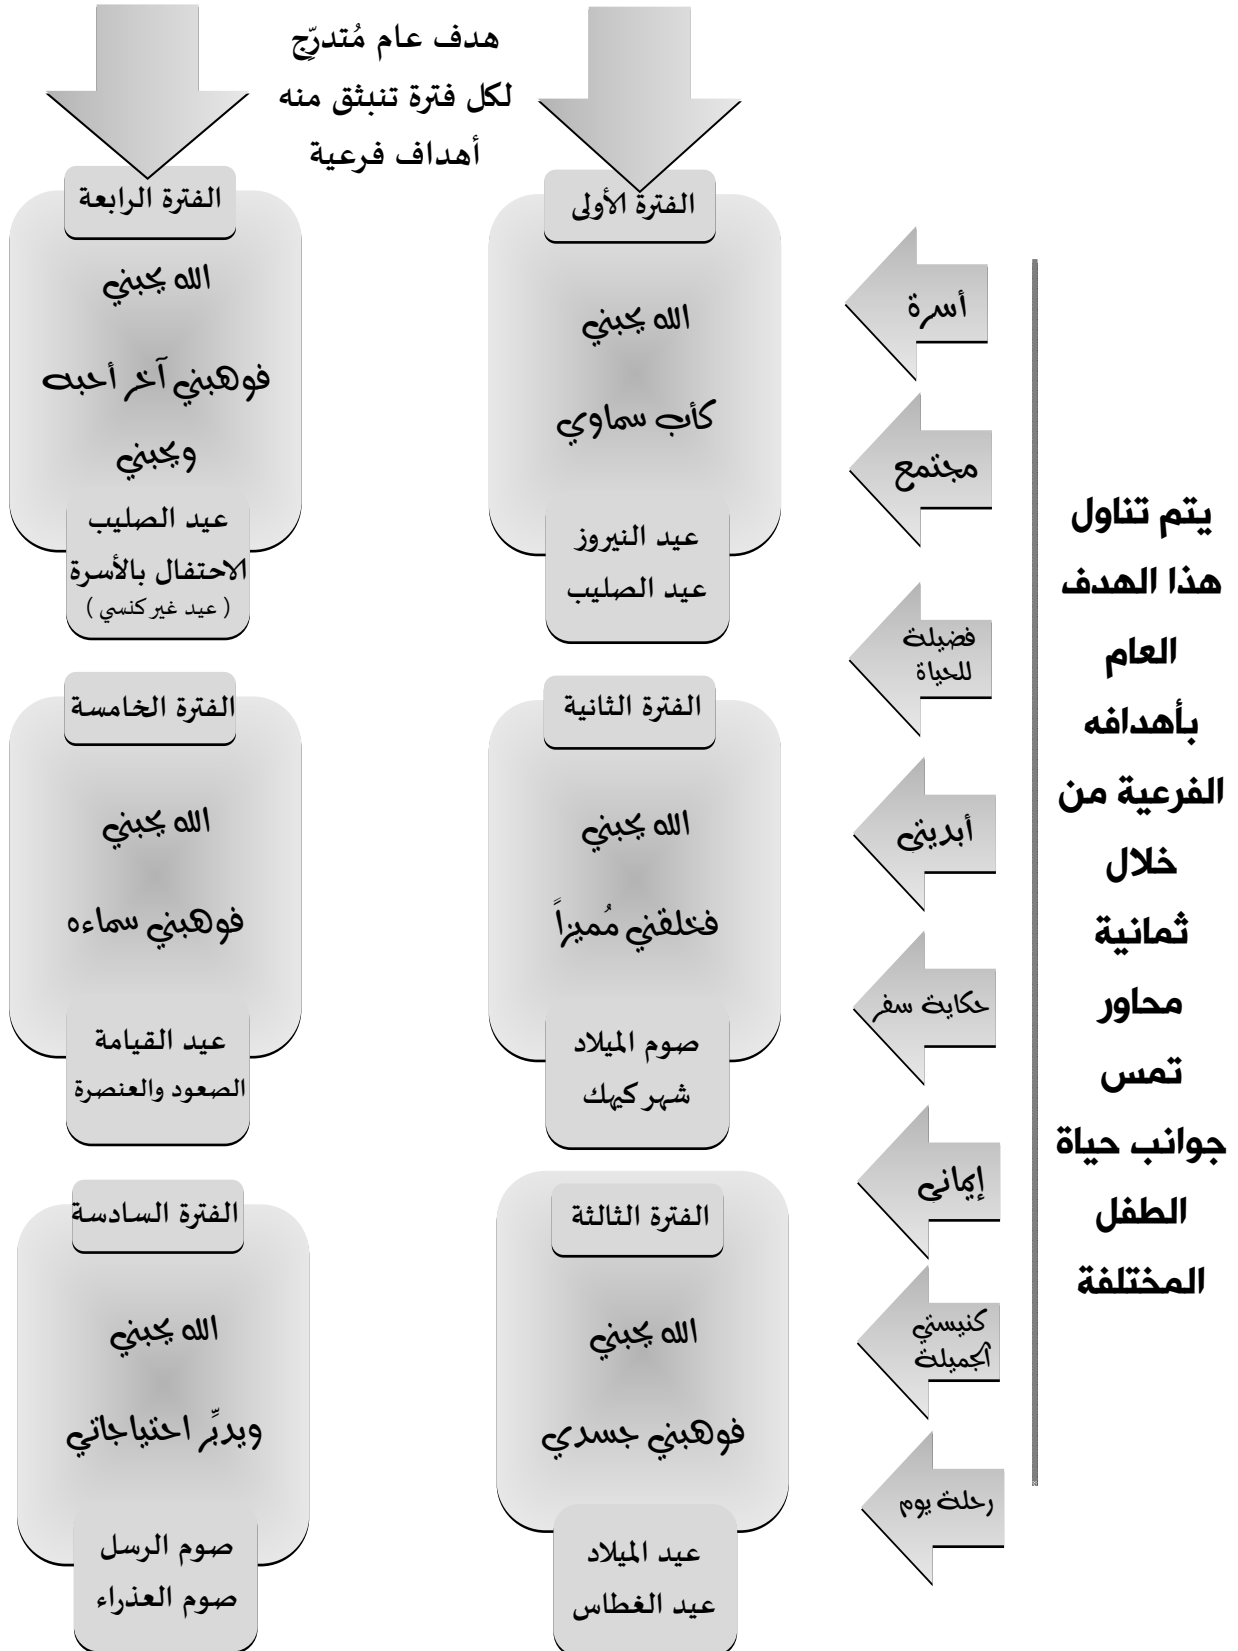 هدف عام مُتدرِّج
لكل فترة تنبثق منه
أهداف فرعية
يتم تناول
هذا الهدف
العام
بأهدافه
الفرعية من
خلال
ثمانية
محاور
تمس
جوانب حياة
الطفل
المختلفة
أسرة
مجتمع
فضيلة
للحياة
أبديتي
حكاية سفر
إيماني
كنيستي
الجميلة
رحلة يوم
الفترة الأولى
الله يحبني
كأب سماوي
عيد النيروز
عيد الصليب
الفترة الثانية
الله يحبني
فخلقني مُميزاً
صوم الميلاد
شهر كيهك
الفترة الثالثة
الله يحبني
فوهبني جسدي
عيد الميلاد
عيد الغطاس
الفترة الرابعة
الله يحبني
فوهبني آخر أحبه
ويحبني
عيد الصليب
الاحتفال بالأسرة
( عيد غير كنسي )
الفترة الخامسة
الله يحبني
فوهبني سماءه
عيد القيامة
الصعود والعنصرة
الفترة السادسة
الله يحبني
ويدبِّر احتياجاتي
صوم الرسل
صوم العذراء